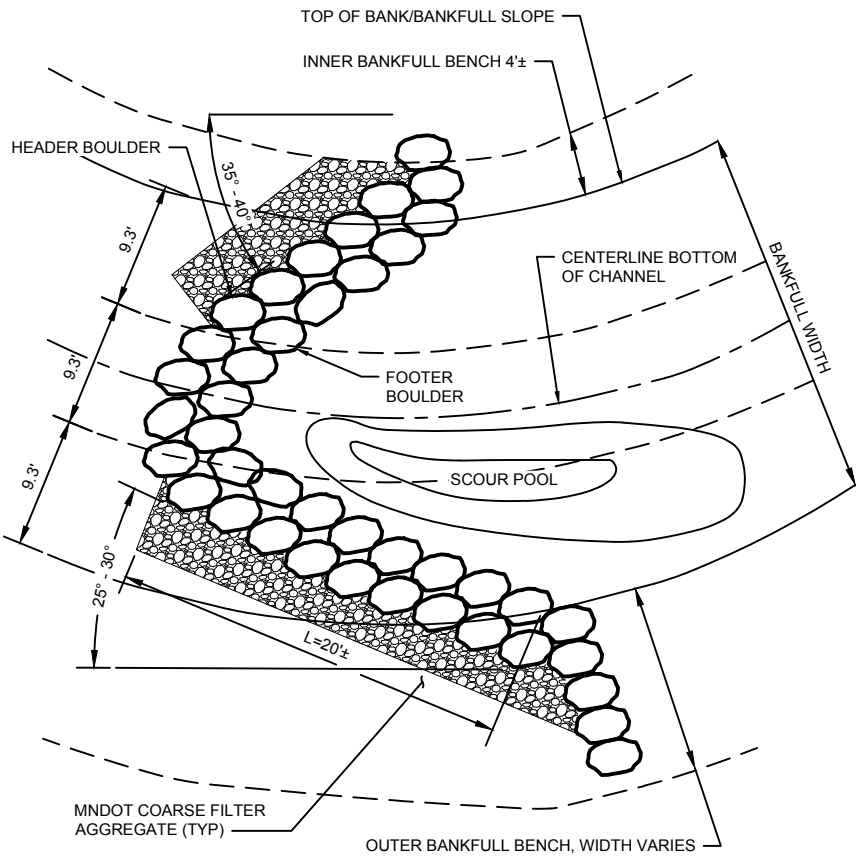 TOP OF BANK/BANKFULL SLOPE
INNER BANKFULL BENCH 4'±
HEADER BOULDER
35° - 40°
9.3'
CENTERLINE BOTTOM
OF CHANNEL
BANKFULL WIDTH
9.3'
FOOTER
BOULDER
9.3'
SCOUR POOL
25° - 30°
L=20'±
MNDOT COARSE FILTER
AGGREGATE (TYP)
OUTER BANKFULL BENCH, WIDTH VARIES